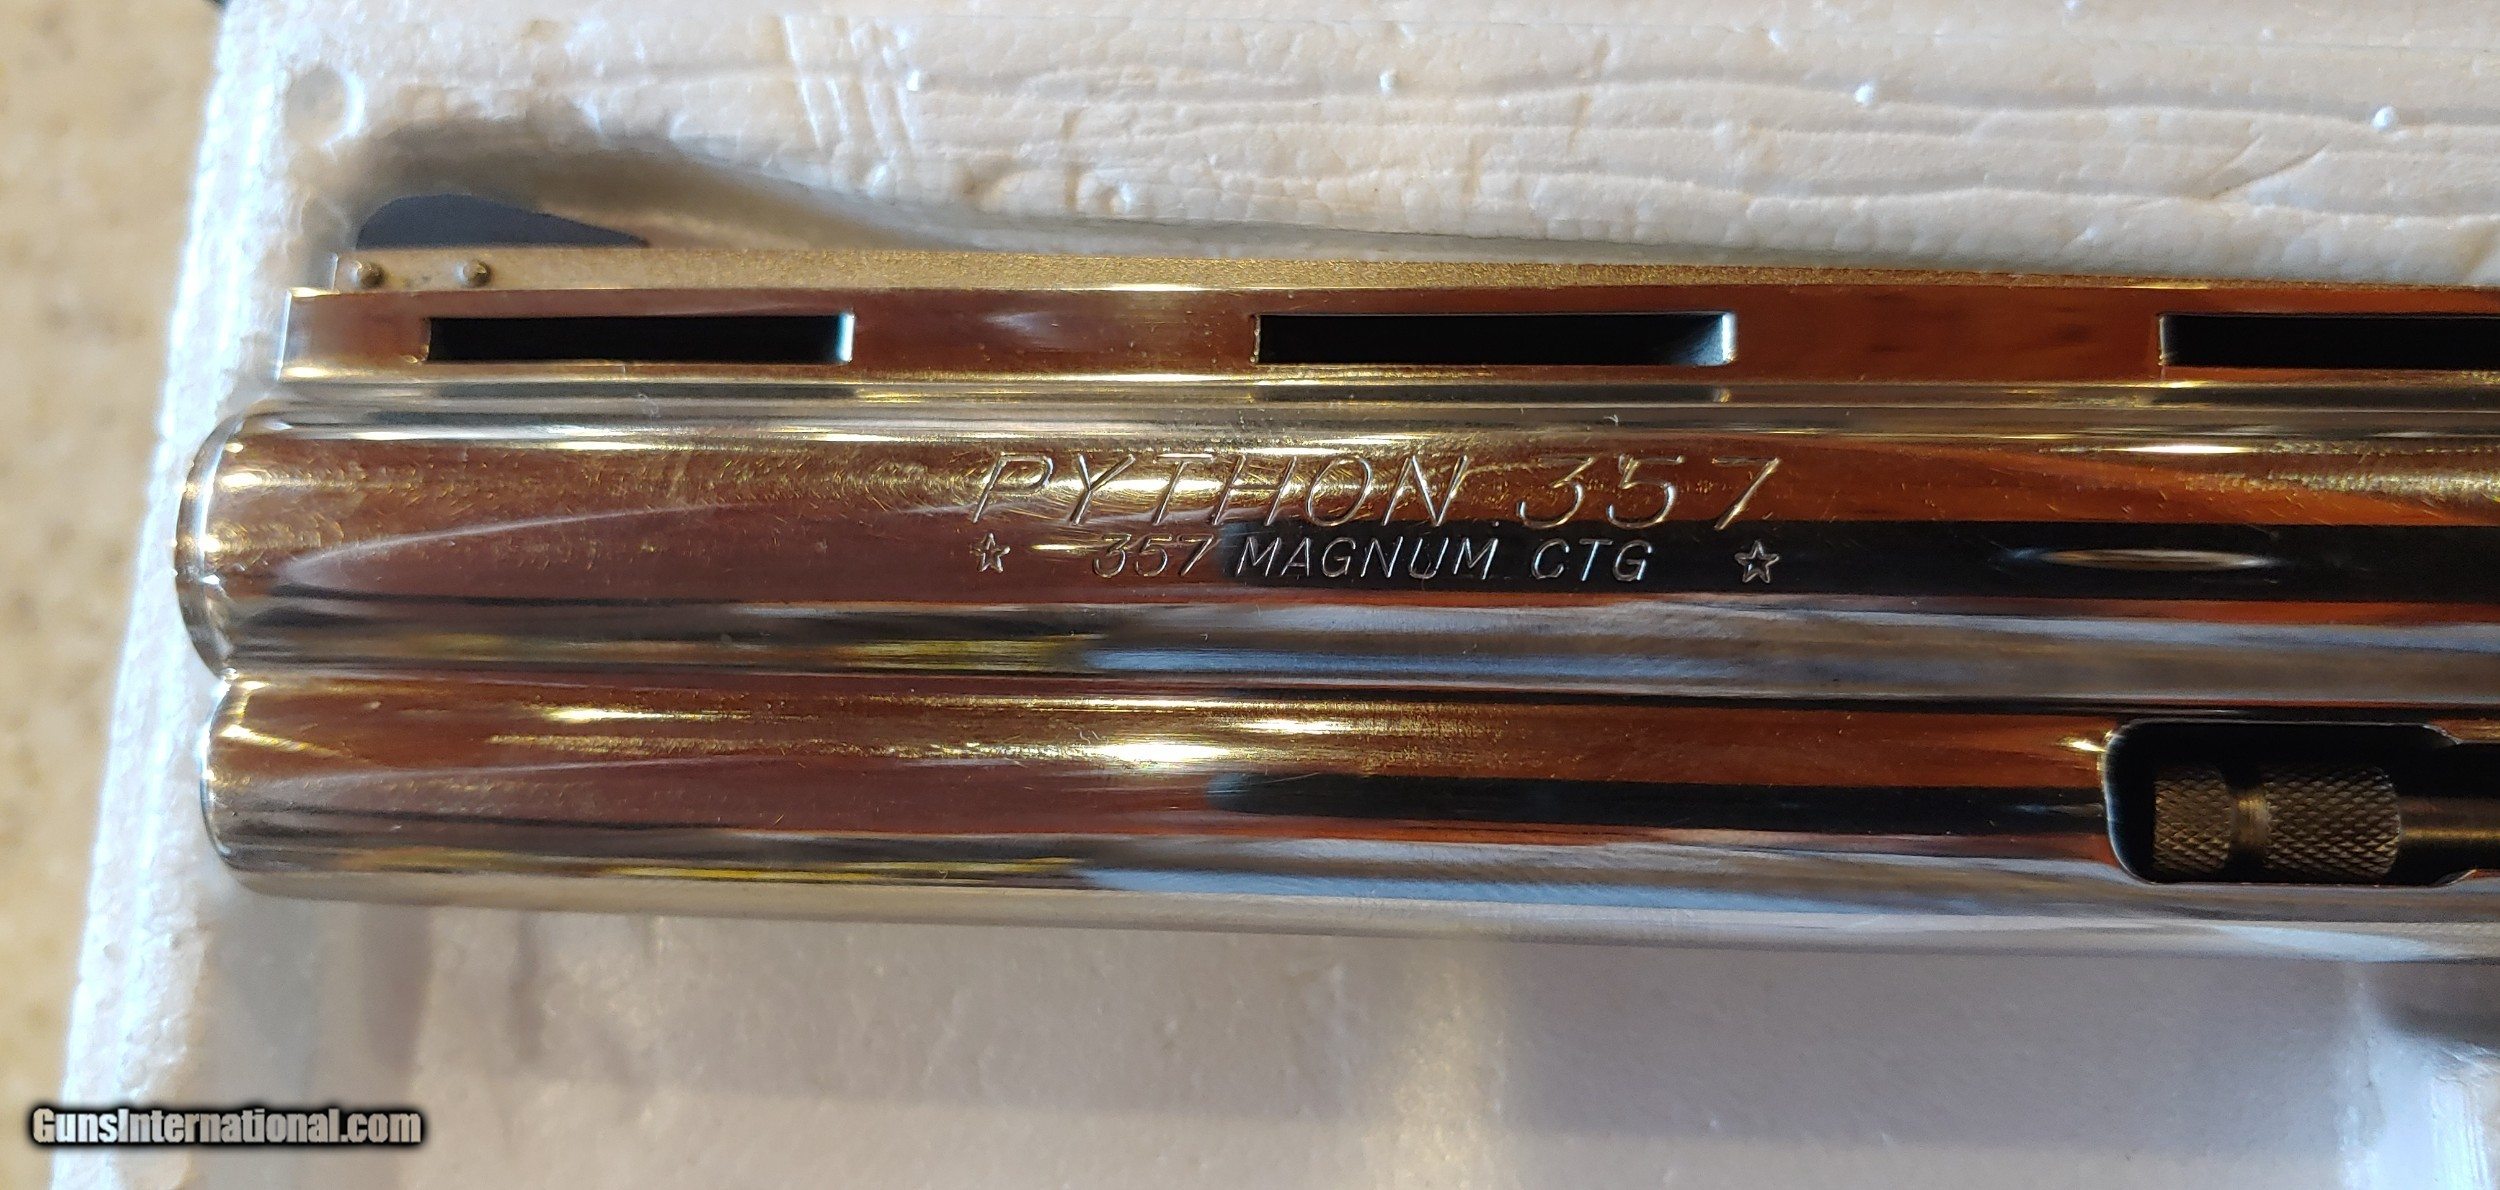 PYTHON 357
☆ 357 MAGNUM CTG ☆
GunsInternational.com